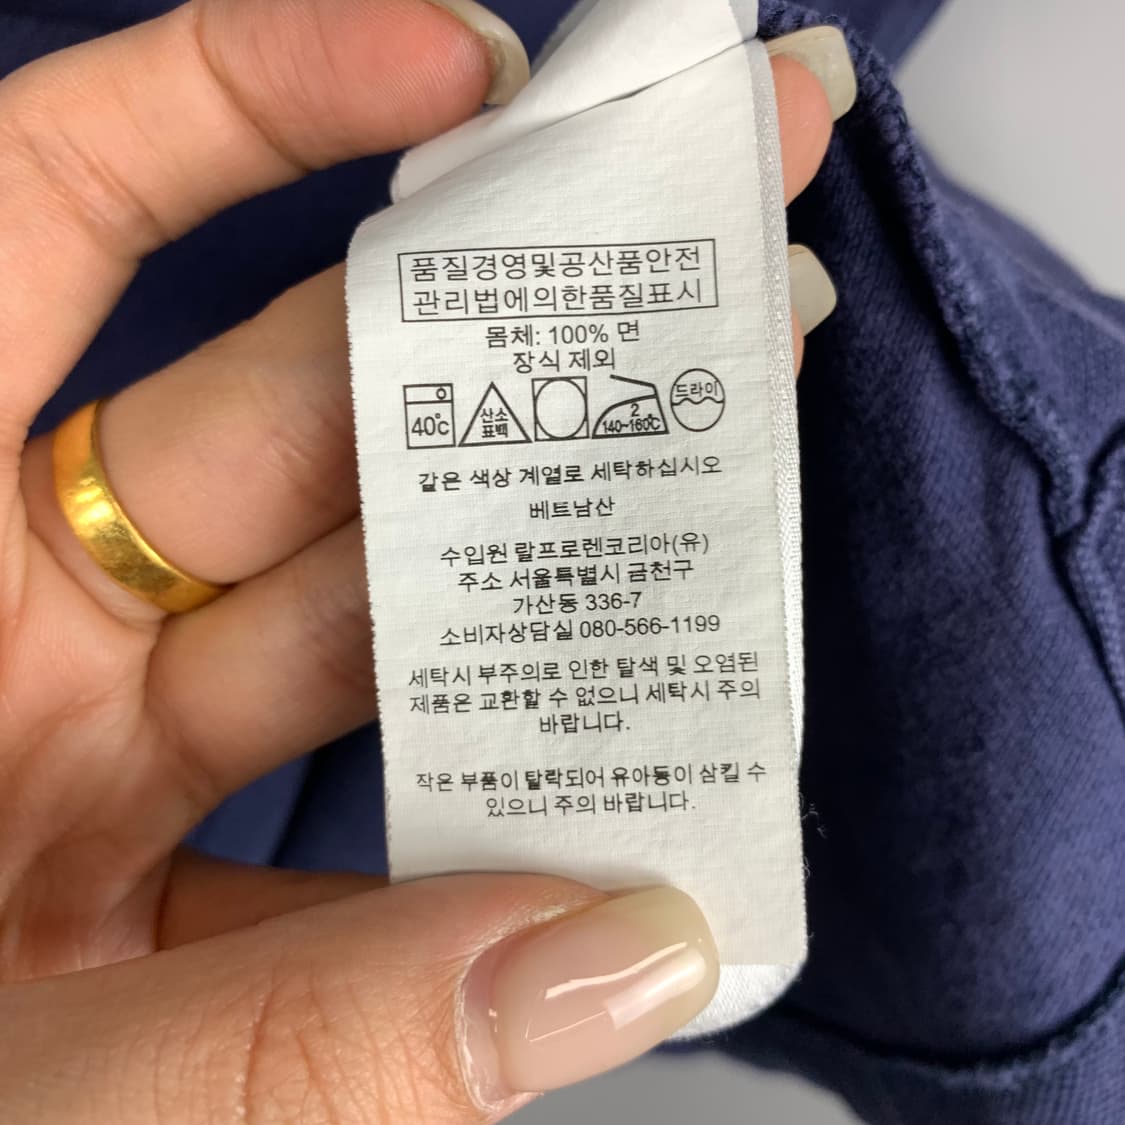 품질경영및공산품안전
관리법에의한품질표시
몸체: 100% 면
장식 제외
40℃ 산소 표백 2 140~160℃ 드라이
같은 색상 계열로 세탁하십시오
베트남산
수입원 랄프로렌코리아(유)
주소 서울특별시 금천구
가산동 336-7
소비자상담실 080-566-1199
세탁시 부주의로 인한 탈색 및 오염된
제품은 교환할 수 없으니 세탁시 주의
바랍니다.
작은 부품이 탈락되어 유아동이 삼킬 수
있으니 주의 바랍니다.